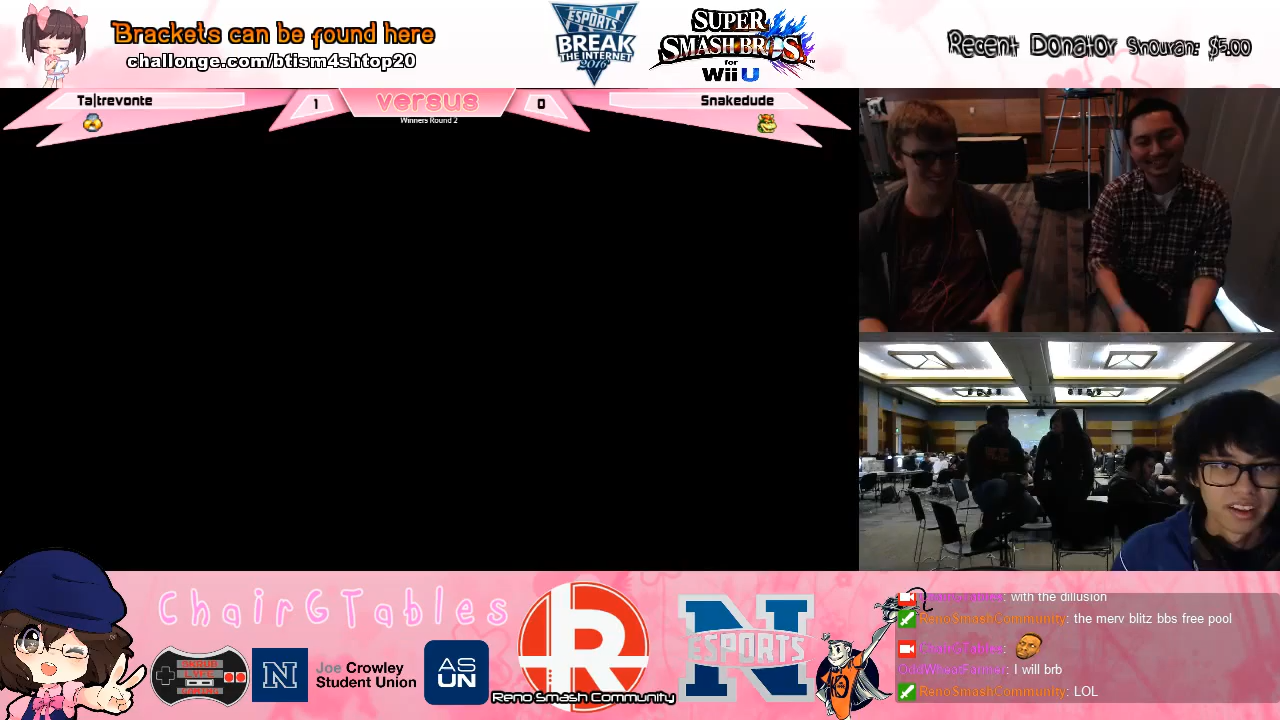 Brackets can be found here
challonge.com/btism4shtop20
ESPORTS
BREAK
THE INTERNET
2016
SUPER
SMASH BROS.
for
Wii U
TM
Recent Donator Shouran: $5.00
Ta|trevonte
1
versus
0
Snakedude
Winners Round 2
ChairGTables
Joe Crowley
Student Union
N
AS
UN
R
Reno Smash Community
N
ESPORTS
: with the dillusion
RenoSmashCommunity: the merv blitz bbs free pool
ChairGTables:
OddWheatFarmer: I will brb
RenoSmashCommunity: LOL